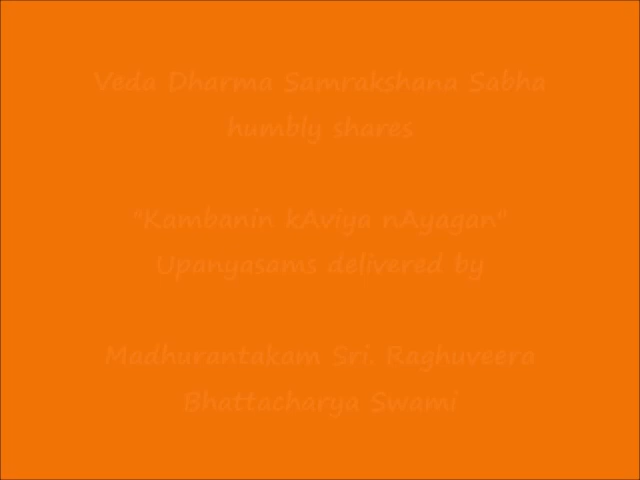 Veda Dharma Samrakshana Sabha
humbly shares
"Kambanin kAviya nAyagan"
Upanyasams delivered by
Madhurantakam Sri. Raghuveera
Bhattacharya Swami